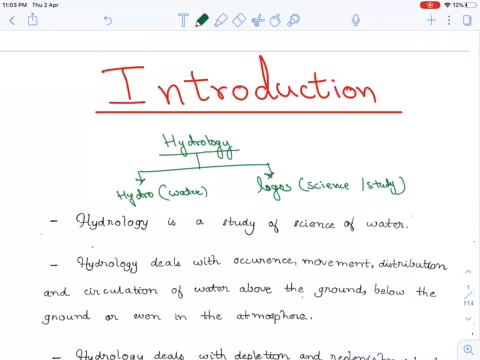 11:03 PM Thu 2 Apr
12%
Introduction
Hydrology
Hydro (water) logos (science / study)
- Hydrology is a study of science of water.
- Hydrology deals with occurence, movement, distribution
and circulation of water above the ground, below the
ground or even in the atmosphere.
- Hydrology deals with depletion and
1
/
114